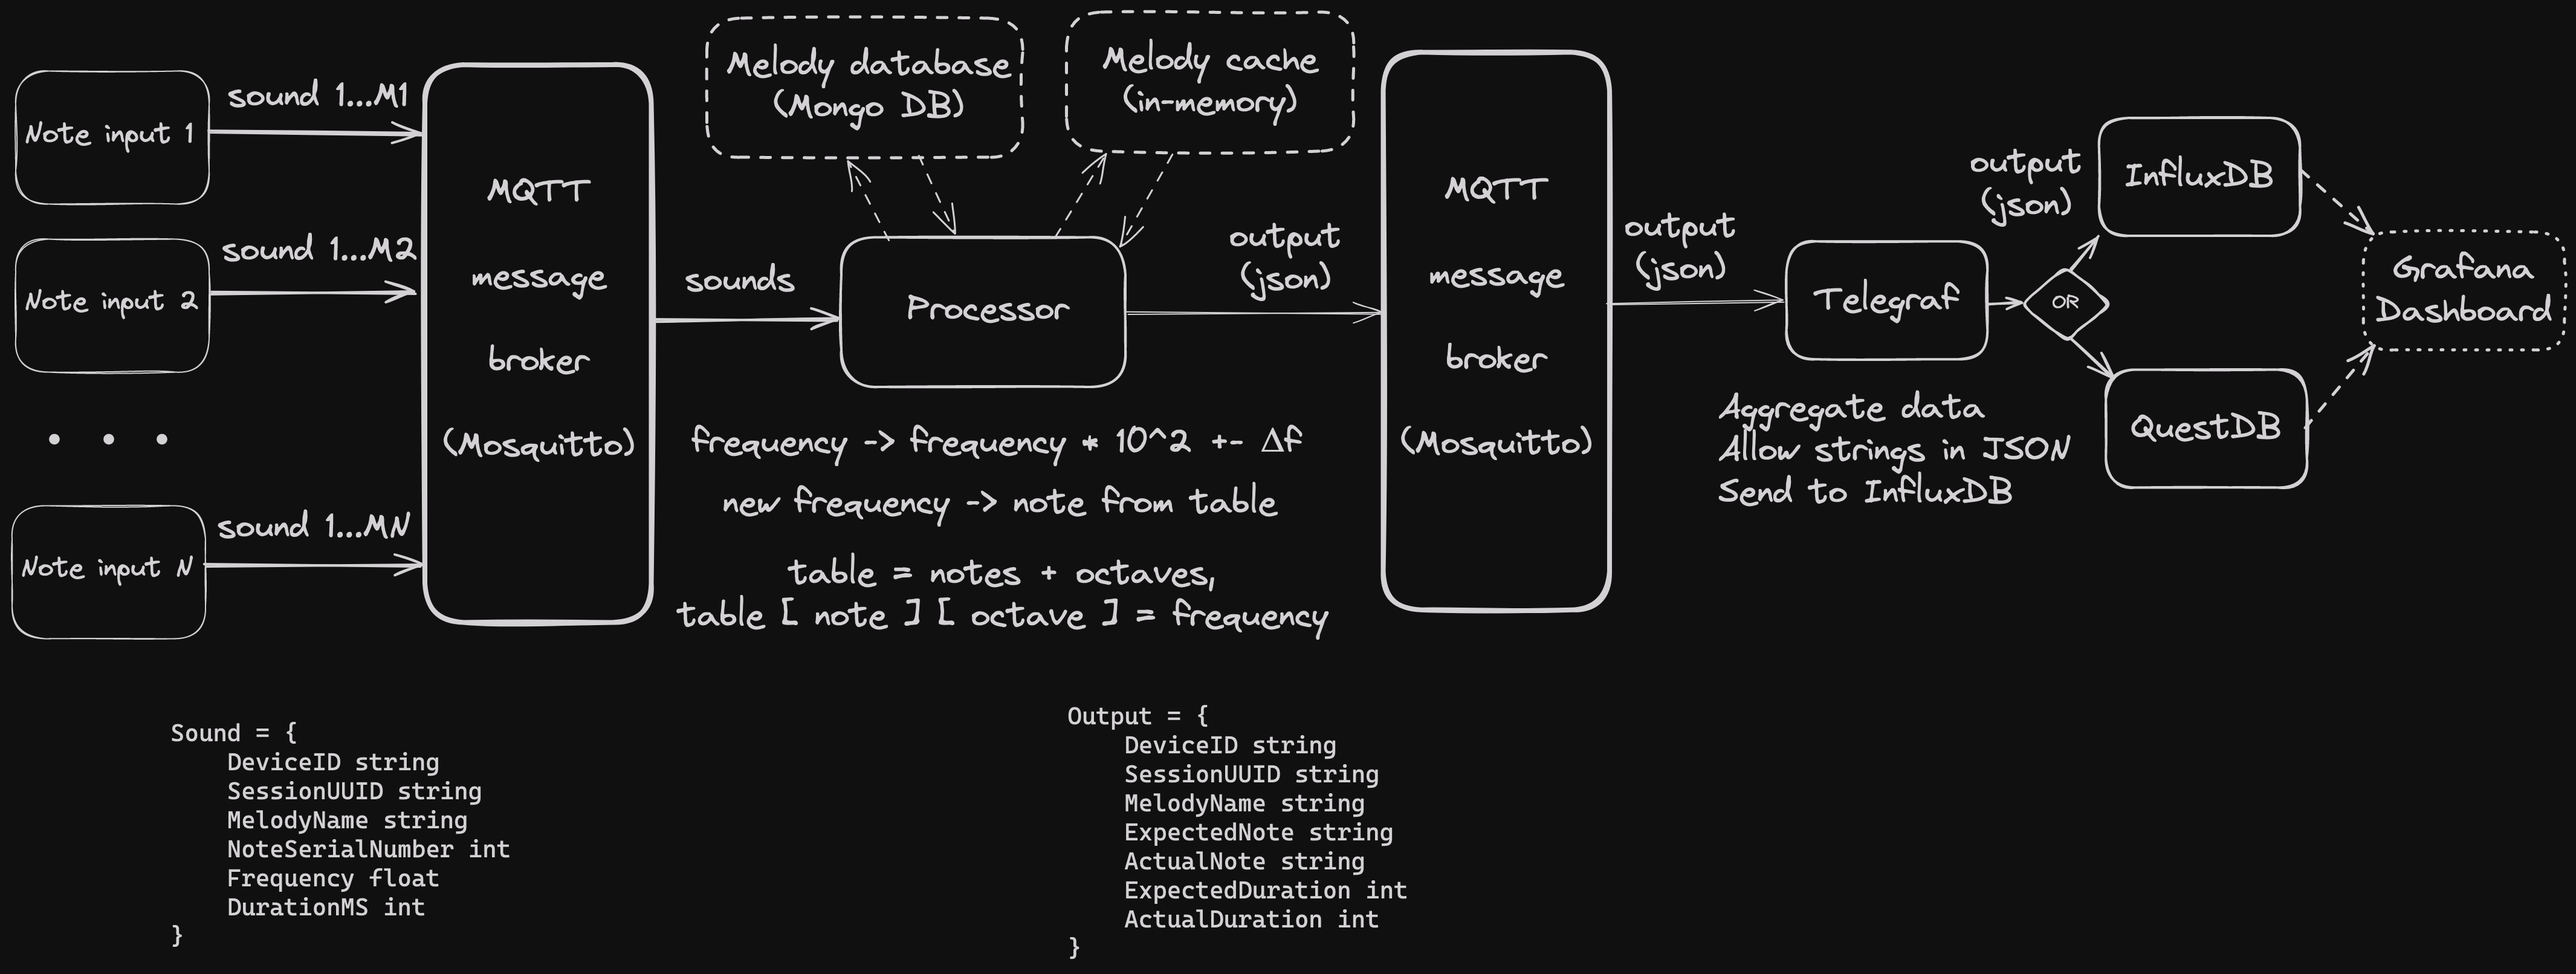 Note input 1
sound 1...M1
Note input 2
sound 1...M2
. . .
Note input N
sound 1...MN
MQTT
message
broker
(Mosquitto)
sounds
Melody database
(Mongo DB)
Melody cache
(in-memory)
Processor
frequency -> frequency * 10^2 +- Δf
new frequency -> note from table
table = notes + octaves,
table [ note ] [ octave ] = frequency
output
(json)
MQTT
message
broker
(Mosquitto)
output
(json)
Telegraf
Aggregate data
Allow strings in JSON
Send to InfluxDB
OR
output
(json)
InfluxDB
QuestDB
Grafana
Dashboard
Sound = {
DeviceID string
SessionUUID string
MelodyName string
NoteSerialNumber int
Frequency float
DurationMS int
}
Output = {
DeviceID string
SessionUUID string
MelodyName string
ExpectedNote string
ActualNote string
ExpectedDuration int
ActualDuration int
}